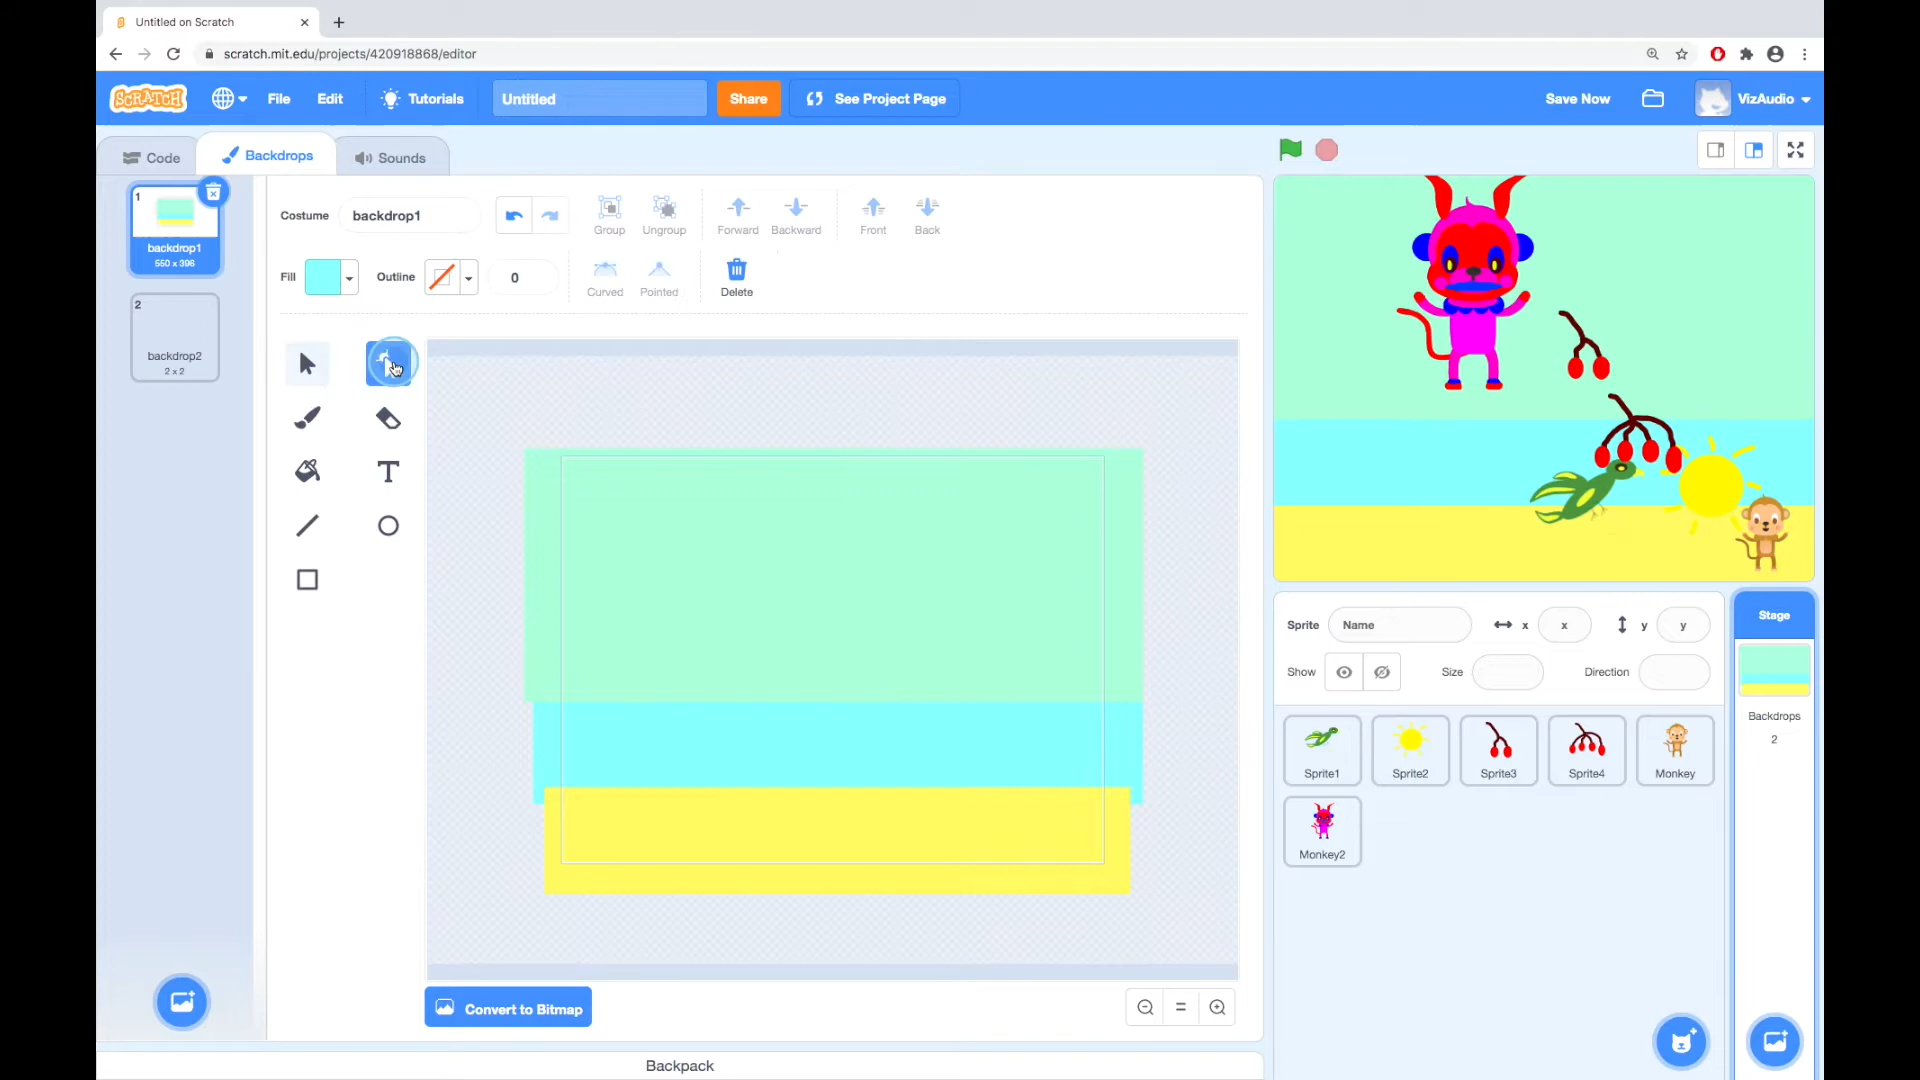 Untitled on Scratch
scratch.mit.edu/projects/420918868/editor
SCRATCH
File
Edit
Tutorials
Untitled
Share
See Project Page
Save Now
VizAudio
Code
Backdrops
Sounds
1
backdrop1
550 x 396
2
backdrop2
2 x 2
Costume
backdrop1
Group
Ungroup
Forward
Backward
Front
Back
Fill
Outline
0
Curved
Pointed
Delete
T
Convert to Bitmap
Backpack
Sprite
Name
x
x
y
y
Show
Size
Direction
Stage
Backdrops
2
Sprite1
Sprite2
Sprite3
Sprite4
Monkey
Monkey2